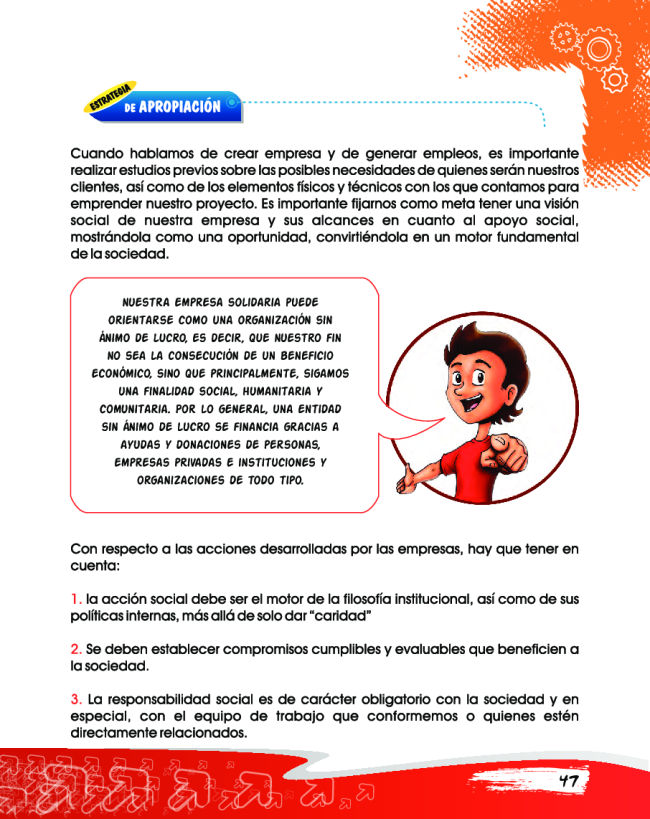 ESTRATEGIA
DE APROPIACIÓN
Cuando hablamos de crear empresa y de generar empleos, es importante
realizar estudios previos sobre las posibles necesidades de quienes serán nuestros
clientes, así como de los elementos físicos y técnicos con los que contamos para
emprender nuestro proyecto. Es importante fijarnos como meta tener una visión
social de nuestra empresa y sus alcances en cuanto al apoyo social,
mostrándola como una oportunidad, convirtiéndola en un motor fundamental
de la sociedad.
NUESTRA EMPRESA SOLIDARIA PUEDE
ORIENTARSE COMO UNA ORGANIZACIÓN SIN
ÁNIMO DE LUCRO, ES DECIR, QUE NUESTRO FIN
NO SEA LA CONSECUCIÓN DE UN BENEFICIO
ECONÓMICO, SINO QUE PRINCIPALMENTE, SIGAMOS
UNA FINALIDAD SOCIAL, HUMANITARIA Y
COMUNITARIA. POR LO GENERAL, UNA ENTIDAD
SIN ÁNIMO DE LUCRO SE FINANCIA GRACIAS A
AYUDAS Y DONACIONES DE PERSONAS,
EMPRESAS PRIVADAS E INSTITUCIONES Y
ORGANIZACIONES DE TODO TIPO.
Con respecto a las acciones desarrolladas por las empresas, hay que tener en
cuenta:
1. la acción social debe ser el motor de la filosofía institucional, así como de sus
políticas internas, más allá de solo dar “caridad”
2. Se deben establecer compromisos cumplibles y evaluables que beneficien a
la sociedad.
3. La responsabilidad social es de carácter obligatorio con la sociedad y en
especial, con el equipo de trabajo que conformemos o quienes estén
directamente relacionados.
47